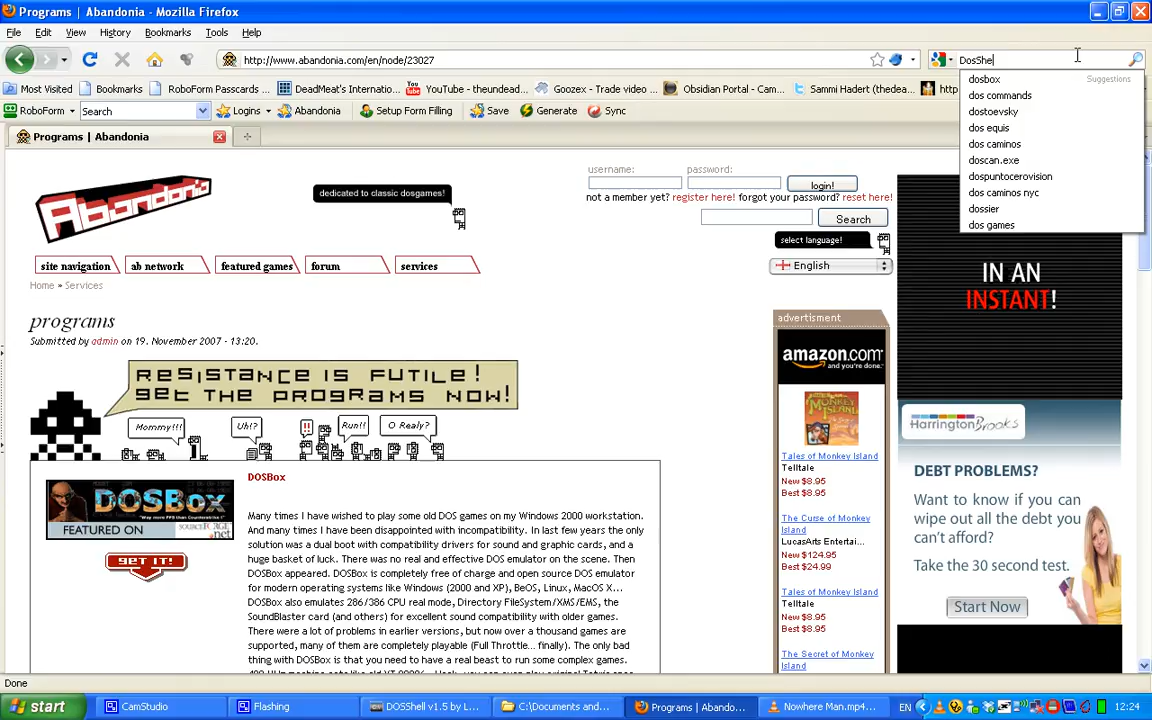 Programs | Abandonia - Mozilla Firefox
File Edit View History Bookmarks Tools Help
http://www.abandonia.com/en/node/23027
DosShe
Most Visited Bookmarks RoboForm Passcards ... DeadMeat's Internatio... YouTube - theundead... Goozex - Trade video ... Obsidian Portal - Cam... Sammi Hadert (thedea... http
RoboForm Search Logins Abandonia Setup Form Filling Save Generate Sync
dosbox Suggestions
dos commands
dostoevsky
dos equis
dos caminos
doscan.exe
dospuntocerovision
dos caminos nyc
dossier
dos games
Programs | Abandonia
Abandonia
dedicated to classic dosgames!
username: password:
login!
not a member yet? register here! forgot your password? reset here!
Search
select language!
English
site navigation ab network featured games forum services
Home » Services
programs
Submitted by admin on 19. November 2007 - 13:20.
RESISTANCE IS FUTILE!
GET THE PROGRAMS NOW!
Mommy!!! Uh!? !! Run!! O Realy?
DOSBox
FEATURED ON SOURCEFORGE.net
GET IT!
DOSBox
Many times I have wished to play some old DOS games on my Windows 2000 workstation.
And many times I have been disappointed with incompatibility. In last few years the only
solution was a dual boot with compatibility drivers for sound and graphic cards, and a
huge basket of luck. There was no real and effective DOS emulator on the scene. Then
DOSBox appeared. DOSBox is completely free of charge and open source DOS emulator
for modern operating systems like Windows (2000 and XP), BeOS, Linux, MacOS X...
DOSBox also emulates 286/386 CPU real mode, Directory FileSystem/XMS/EMS, the
SoundBlaster card (and others) for excellent sound compatibility with older games.
There were a lot of problems in earlier versions, but now over a thousand games are
supported, many of them are completely playable (Full Throttle... finally). The only bad
thing with DOSBox is that you need to have a real beast to run some complex games.
advertisment
amazon.com
and you're done.
Tales of Monkey Island
Telltale
New $8.95
Best $8.95
The Curse of Monkey
Island
LucasArts Entertai...
New $124.95
Best $24.99
Tales of Monkey Island
Telltale
New $8.95
Best $8.95
The Secret of Monkey
Island
IN AN
INSTANT!
Harrington Brooks
DEBT PROBLEMS?
Want to know if you can
wipe out all the debt you
can't afford?
Take the 30 second test.
Start Now
Done
start CamStudio Flashing DOSShell v1.5 by L... C:\Documents and... Programs | Abando... Nowhere Man.mp4... EN 12:24